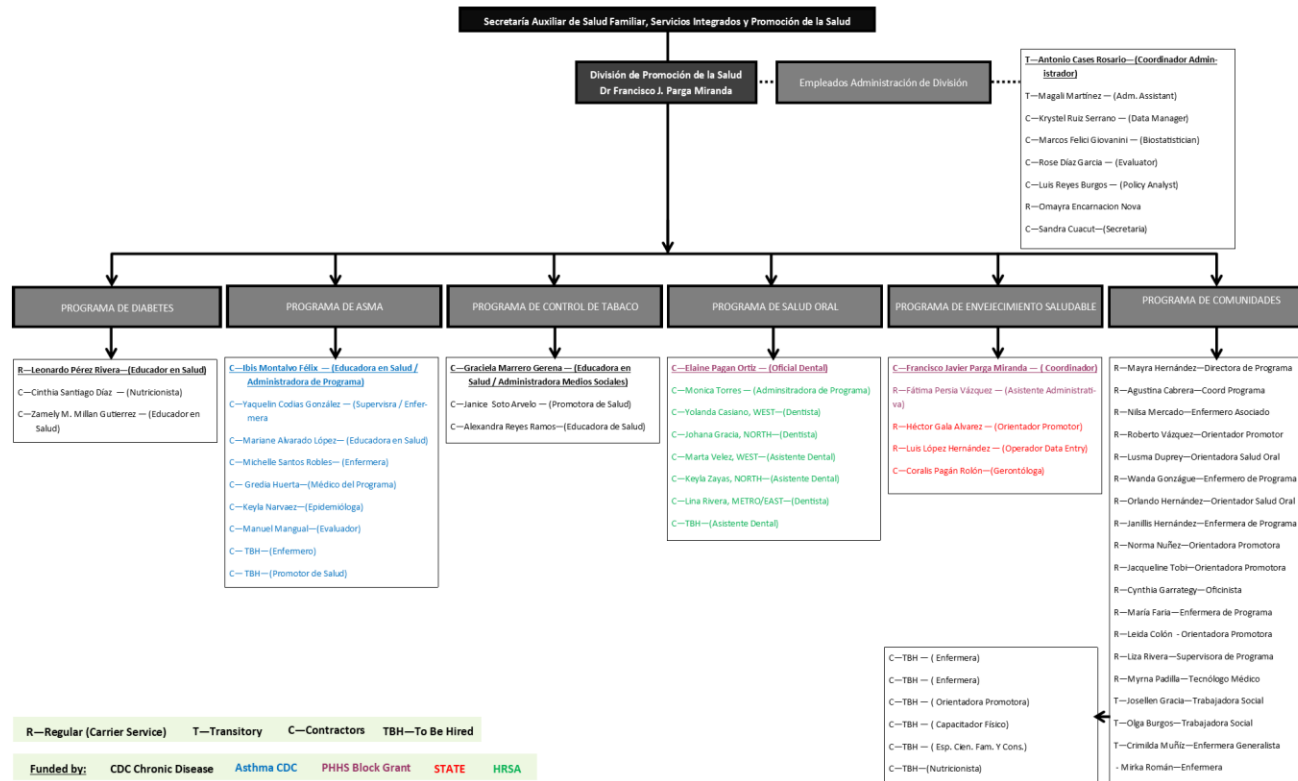 Secretaría Auxiliar de Salud Familiar, Servicios Integrados y Promoción de la Salud
División de Promoción de la Salud
Dr Francisco J. Parga Miranda
Empleados Administración de División
T—Antonio Cases Rosario—(Coordinador Admin-
istrador)
T—Magali Martínez — (Adm. Assistant)
C—Krystel Ruiz Serrano — (Data Manager)
C—Marcos Felici Giovanini — (Biostatistician)
C—Rose Díaz Garcia — (Evaluator)
C—Luis Reyes Burgos — (Policy Analyst)
R—Omayra Encarnacion Nova
C—Sandra Cuacut—(Secretaria)
PROGRAMA DE DIABETES
R—Leonardo Pérez Rivera—(Educador en Salud)
C—Cinthia Santiago Díaz — (Nutricionista)
C—Zamely M. Millan Gutierrez — (Educador en
Salud)
PROGRAMA DE ASMA
C—Ibis Montalvo Félix — (Educadora en Salud /
Administradora de Programa)
C—Yaquelin Codias González — (Supervisra / Enfer-
mera)
C—Mariane Alvarado López—(Educadora en Salud)
C—Michelle Santos Robles— (Enfermera)
C— Gredia Huerta—(Médico del Programa)
C—Keyla Narvaez—(Epidemióloga)
C—Manuel Mangual—(Evaluador)
C— TBH—(Enfermero)
C— TBH—(Promotor de Salud)
PROGRAMA DE CONTROL DE TABACO
C—Graciela Marrero Gerena — (Educadora en
Salud / Administradora Medios Sociales)
C—Janice Soto Arvelo — (Promotora de Salud)
C—Alexandra Reyes Ramos—(Educadora de Salud)
PROGRAMA DE SALUD ORAL
C—Elaine Pagan Ortiz — (Oficial Dental)
C—Monica Torres — (Adminsitradora de Programa)
C—Yolanda Casiano, WEST—(Dentista)
C—Johana Gracia, NORTH—(Dentista)
C—Marta Velez, WEST—(Asistente Dental)
C—Keyla Zayas, NORTH—(Asistente Dental)
C—Lina Rivera, METRO/EAST—(Dentista)
C—TBH—(Asistente Dental)
PROGRAMA DE ENVEJECIMIENTO SALUDABLE
C—Francisco Javier Parga Miranda — ( Coordinador)
R—Fátima Persia Vázquez — (Asistente Administrati-
va)
R—Héctor Gala Alvarez — (Orientador Promotor)
R—Luis López Hernández — (Operador Data Entry)
C—Coralis Pagán Rolón—(Gerontóloga)
PROGRAMA DE COMUNIDADES
R—Mayra Hernández—Directora de Programa
R—Agustina Cabrera—Coord Programa
R—Nilsa Mercado—Enfermero Asociado
R—Roberto Vázquez—Orientador Promotor
R—Lusma Duprey—Orientadora Salud Oral
R—Wanda Gonzágue—Enfermero de Programa
R—Orlando Hernández—Orientador Salud Oral
R—Janillis Hernández—Enfermera de Programa
R—Norma Nuñez—Orientadora Promotora
R—Jacqueline Tobi—Orientadora Promotora
R—Cynthia Garrategy—Oficinista
R—María Faria—Enfermera de Programa
R—Leida Colón - Orientadora Promotora
R—Liza Rivera—Supervisora de Programa
R—Myrna Padilla—Tecnólogo Médico
T—Josellen Gracia—Trabajadora Social
T—Olga Burgos—Trabajadora Social
T—Crimilda Muñiz—Enfermera Generalista
- Mirka Román—Enfermera
C—TBH — ( Enfermera)
C—TBH — ( Enfermera)
C—TBH — ( Orientadora Promotora)
C—TBH — ( Capacitador Físico)
C—TBH — ( Esp. Cien. Fam. Y Cons.)
C—TBH—(Nutricionista)
R—Regular (Carrier Service) T—Transitory C—Contractors TBH—To Be Hired
Funded by: CDC Chronic Disease Asthma CDC PHHS Block Grant STATE HRSA